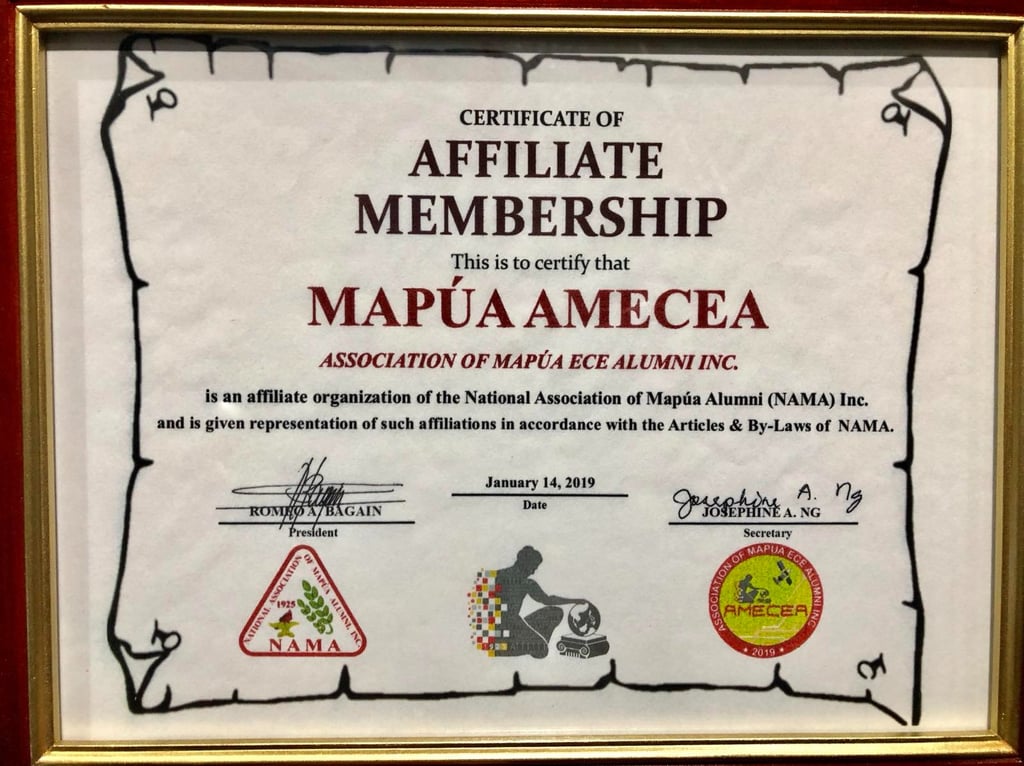 CERTIFICATE OF
AFFILIATE
MEMBERSHIP
This is to certify that
MAPÚA AMECEA
ASSOCIATION OF MAPÚA ECE ALUMNI INC.
is an affiliate organization of the National Association of Mapúa Alumni (NAMA) Inc.
and is given representation of such affiliations in accordance with the Articles & By-Laws of NAMA.
ROMEO A. BAGAIN
President
January 14, 2019
Date
Josephine A. Ng
JOSEPHINE A. NG
Secretary
NATIONAL ASSOCIATION OF MAPÚA ALUMNI, INC.
1925
NAMA
ASSOCIATION OF MAPUA ECE ALUMNI INC
AMECEA
2019